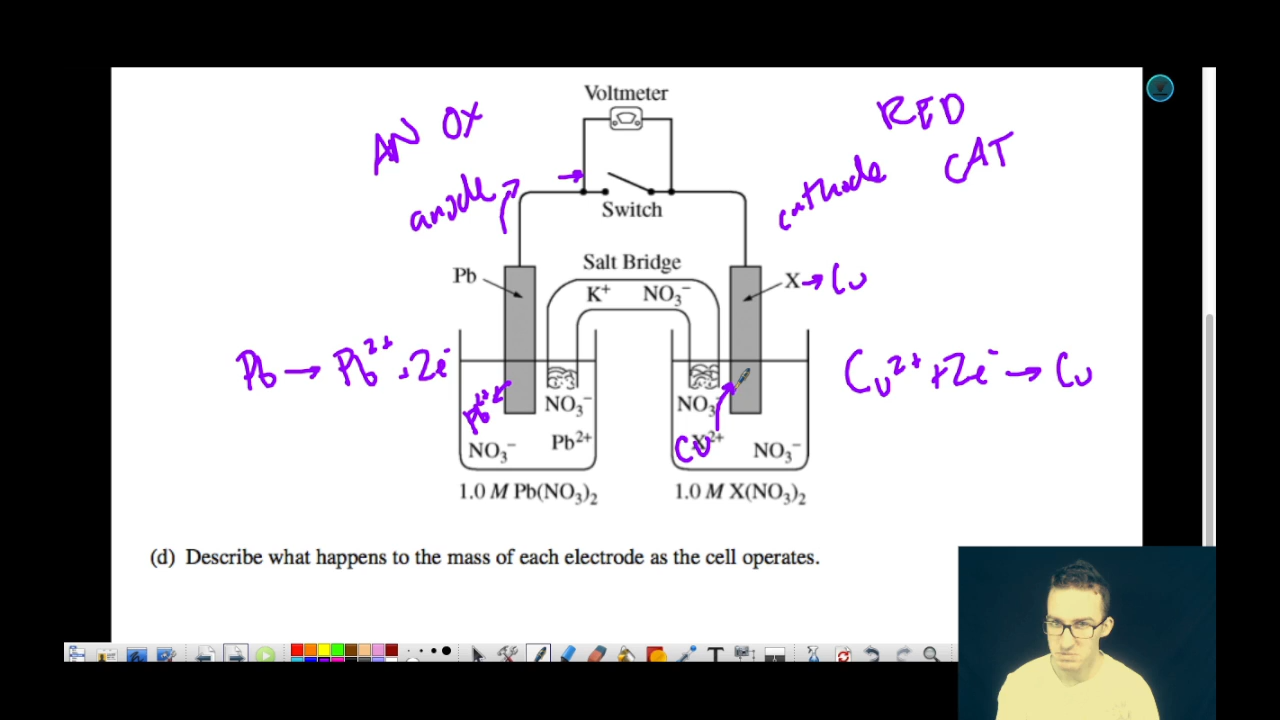 Voltmeter
AN OX
RED
CAT
anode
cathode
Switch
Salt Bridge
Pb
K⁺ NO₃⁻
X → Cu
Pb → Pb²⁺ + 2e⁻
Cu²⁺ + 2e⁻ → Cu
Pb²⁺
NO₃⁻
NO₃⁻
NO₃⁻ Pb²⁺
Cu X²⁺ NO₃⁻
1.0 M Pb(NO₃)₂
1.0 M X(NO₃)₂
(d) Describe what happens to the mass of each electrode as the cell operates.
T